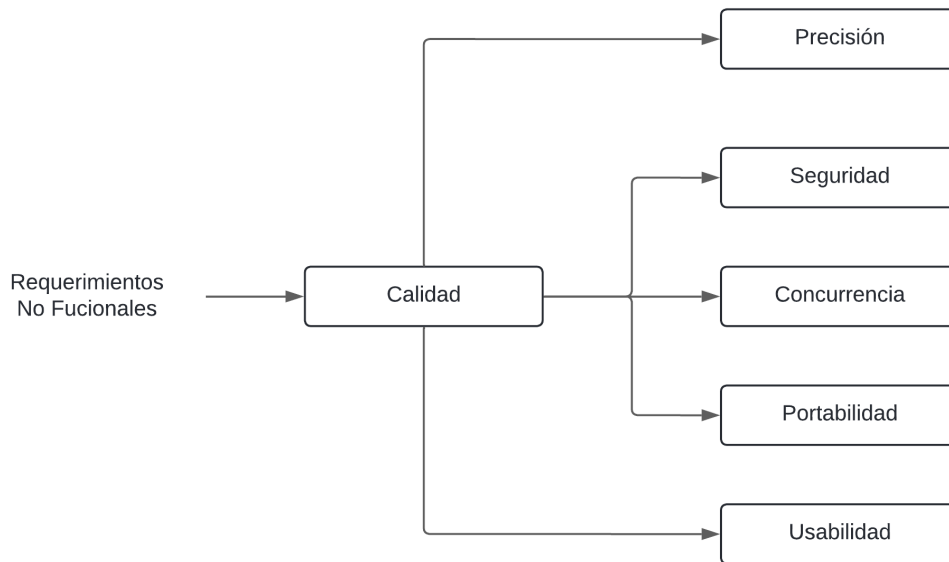 Precisión
Seguridad
Requerimientos
No Fucionales
Calidad
Concurrencia
Portabilidad
Usabilidad